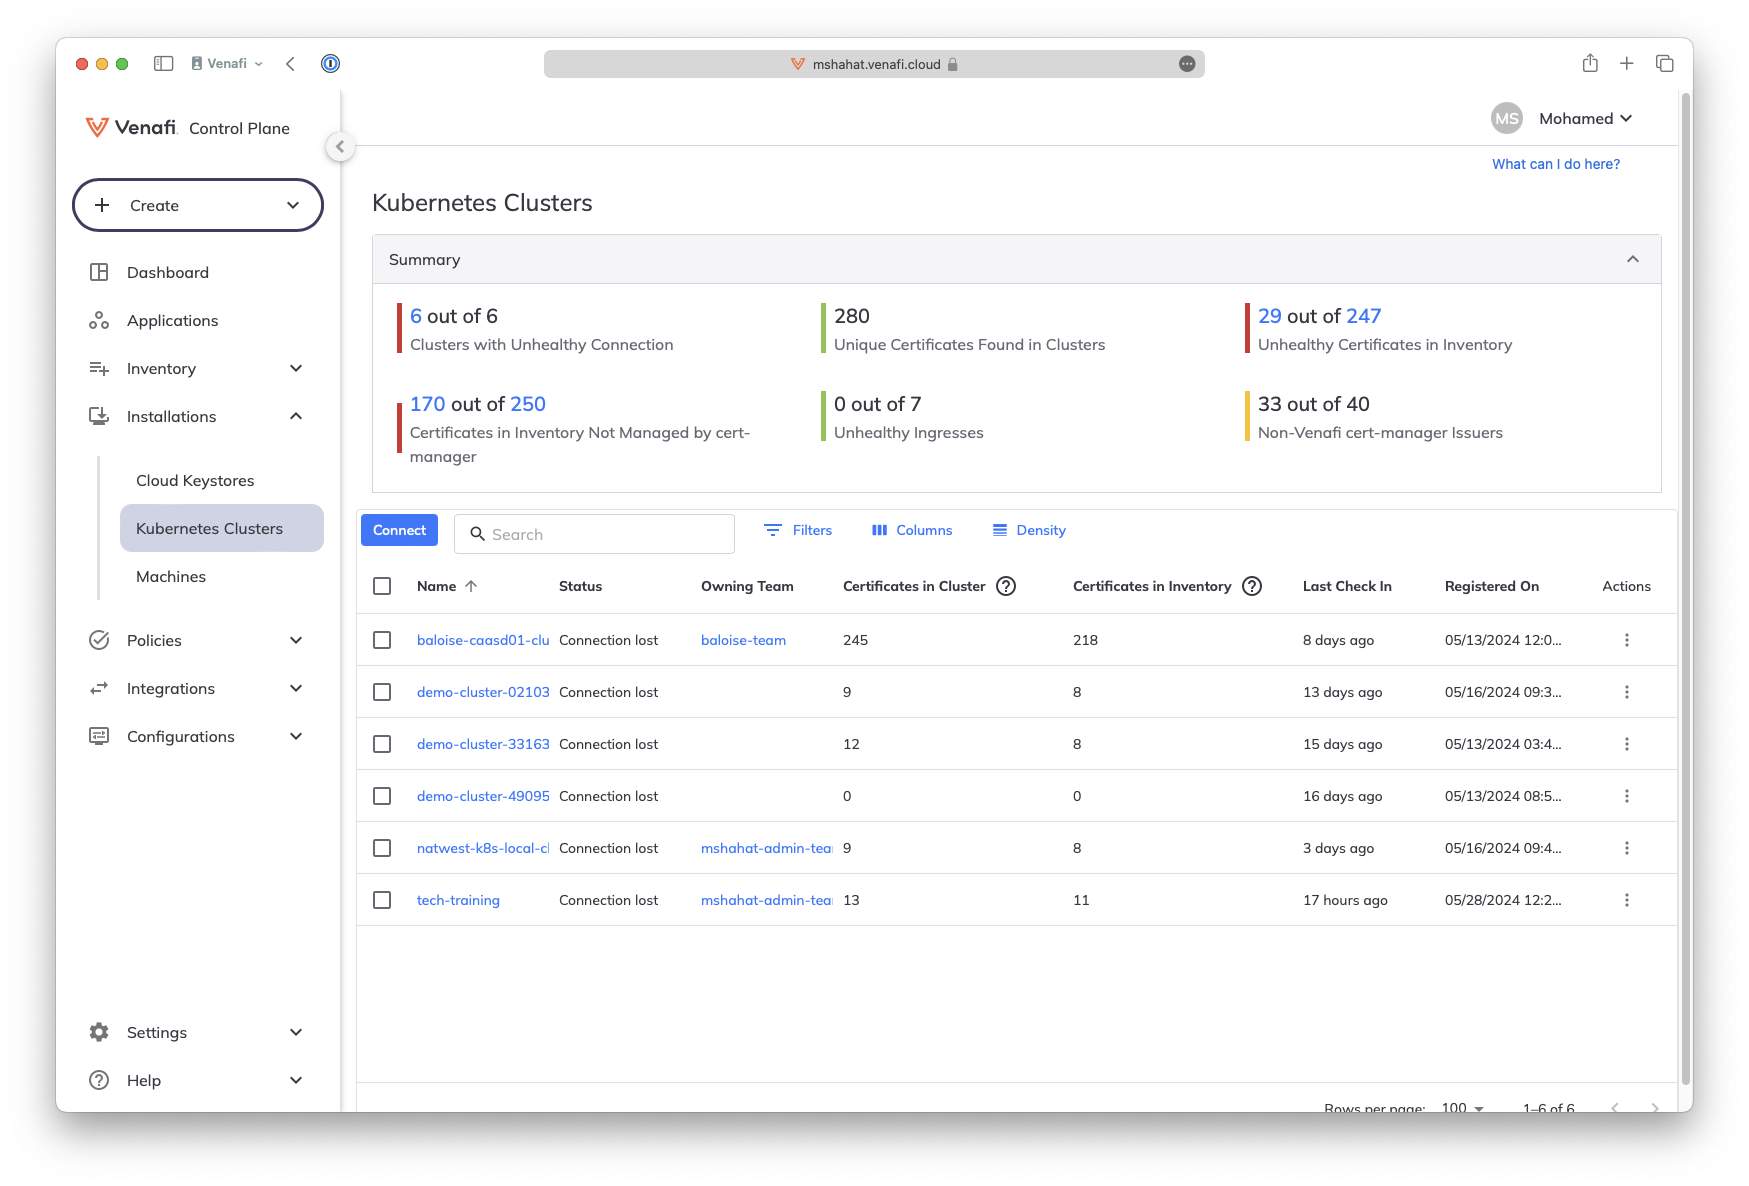 Venafi
mshahat.venafi.cloud
Venafi Control Plane
MS Mohamed
What can I do here?
Create
Dashboard
Applications
Inventory
Installations
Cloud Keystores
Kubernetes Clusters
Machines
Policies
Integrations
Configurations
Settings
Help
Kubernetes Clusters
Summary
6 out of 6
Clusters with Unhealthy Connection
280
Unique Certificates Found in Clusters
29 out of 247
Unhealthy Certificates in Inventory
170 out of 250
Certificates in Inventory Not Managed by cert-
manager
0 out of 7
Unhealthy Ingresses
33 out of 40
Non-Venafi cert-manager Issuers
Connect Search Filters Columns Density
Name Status Owning Team Certificates in Cluster Certificates in Inventory Last Check In Registered On Actions
baloise-caasd01-clu Connection lost baloise-team 245 218 8 days ago 05/13/2024 12:0...
demo-cluster-02103 Connection lost 9 8 13 days ago 05/16/2024 09:3...
demo-cluster-33163 Connection lost 12 8 15 days ago 05/13/2024 03:4...
demo-cluster-49095 Connection lost 0 0 16 days ago 05/13/2024 08:5...
natwest-k8s-local-cl Connection lost mshahat-admin-tea 9 8 3 days ago 05/16/2024 09:4...
tech-training Connection lost mshahat-admin-tea 13 11 17 hours ago 05/28/2024 12:2...
Rows per page: 100 1–6 of 6